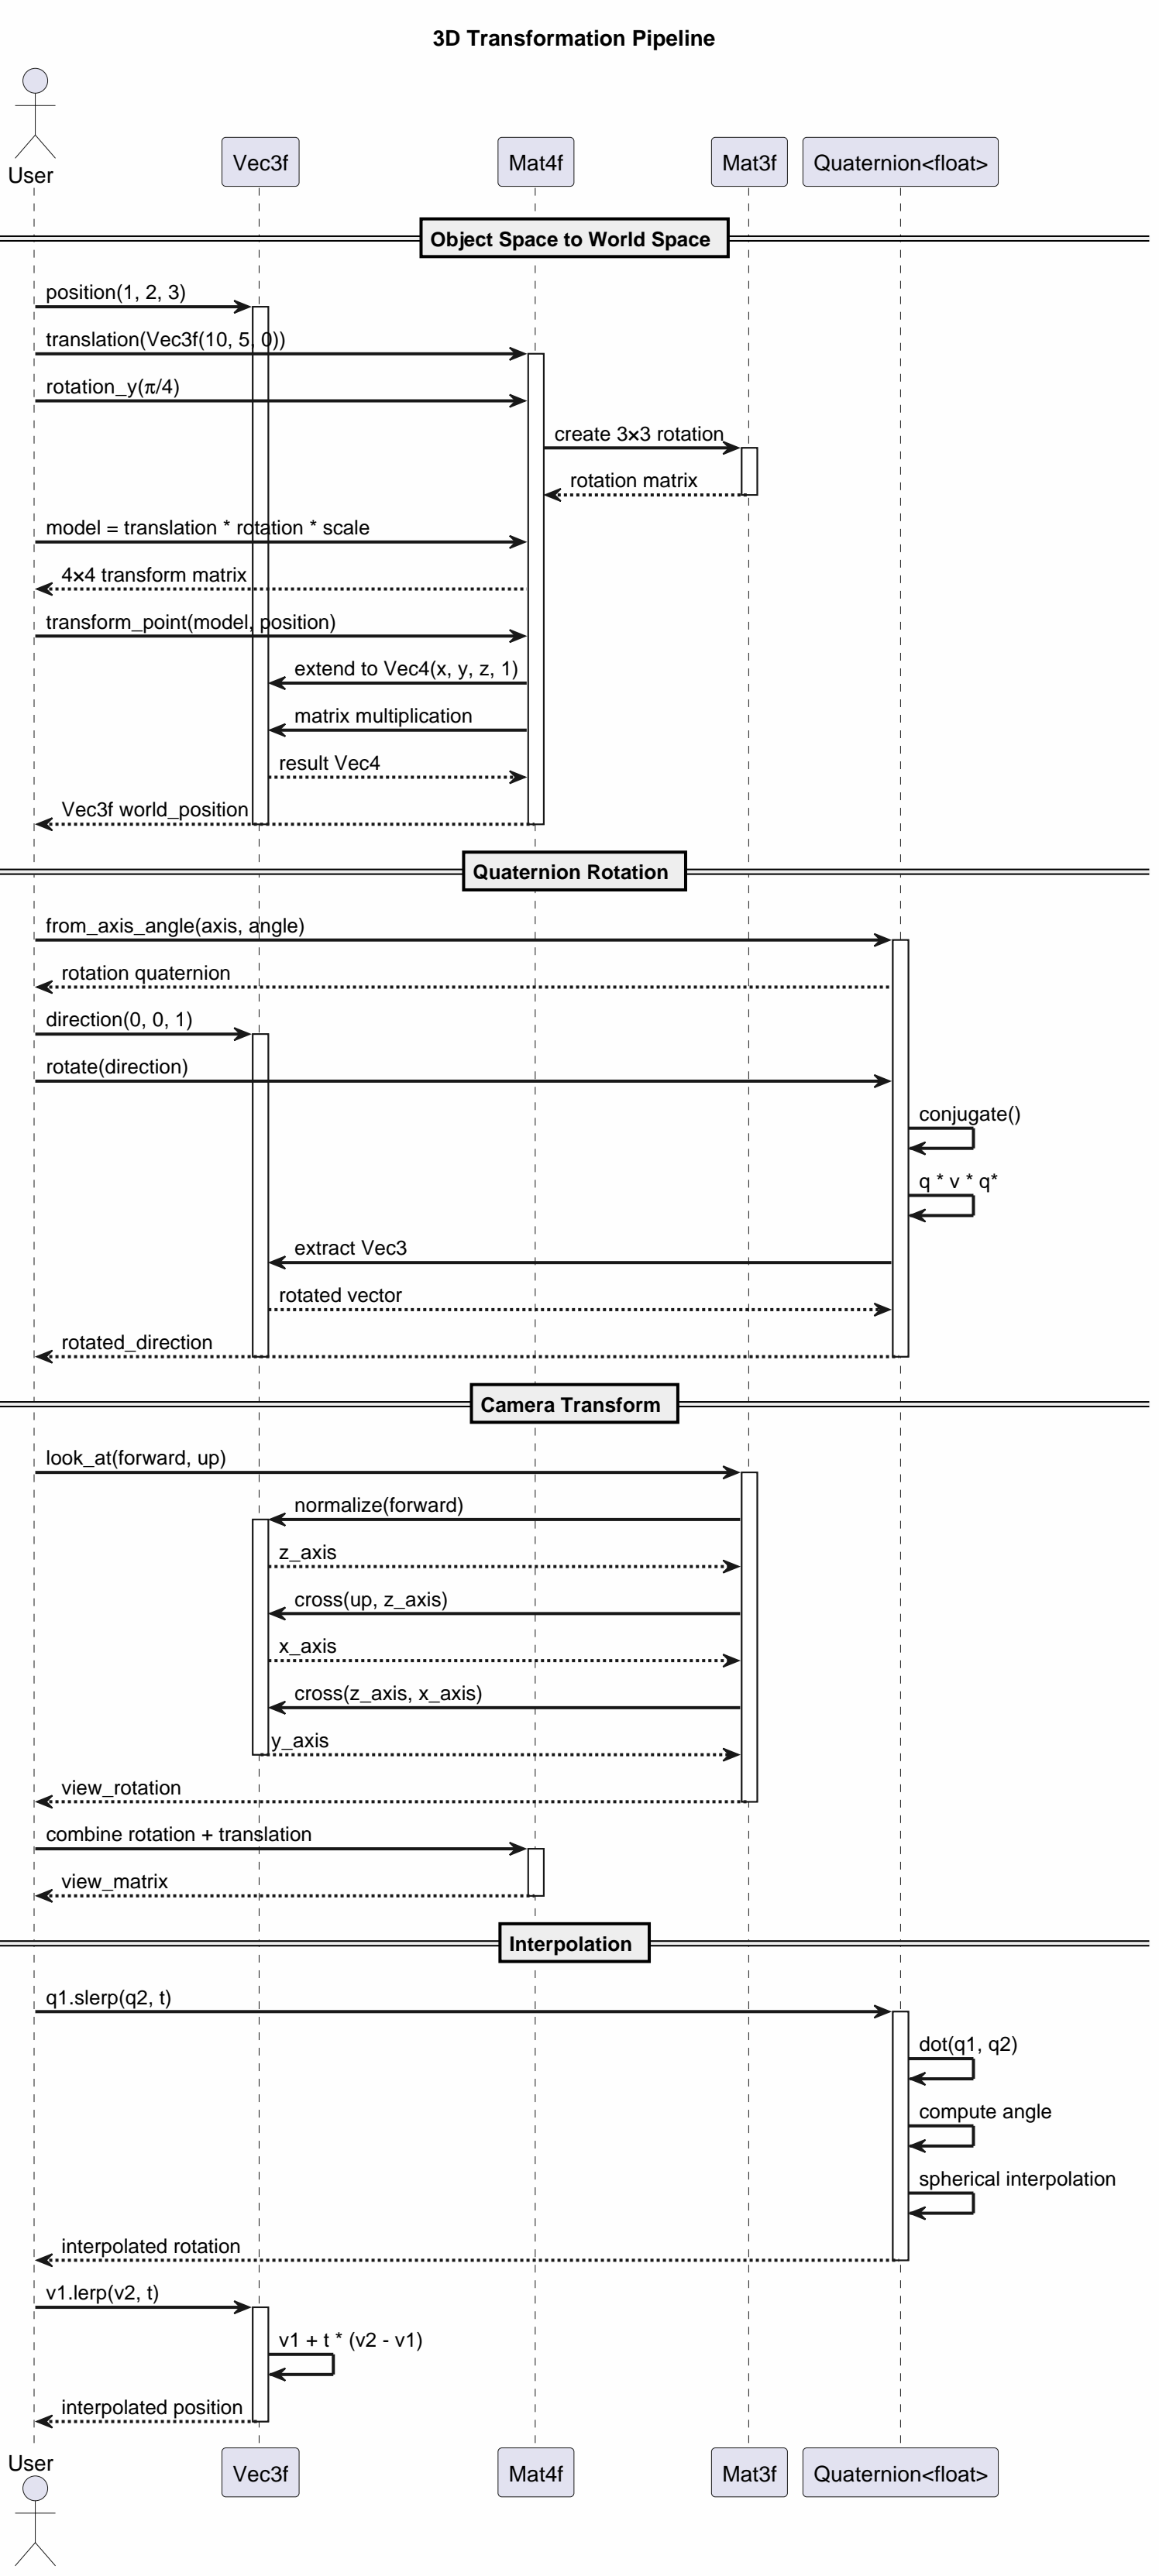 3D Transformation Pipeline
User
Vec3f
Mat4f
Mat3f
Quaternion<float>
Object Space to World Space
position(1, 2, 3)
translation(Vec3f(10, 5, 0))
rotation_y(π/4)
create 3×3 rotation
rotation matrix
model = translation * rotation * scale
4×4 transform matrix
transform_point(model, position)
extend to Vec4(x, y, z, 1)
matrix multiplication
result Vec4
Vec3f world_position
Quaternion Rotation
from_axis_angle(axis, angle)
rotation quaternion
direction(0, 0, 1)
rotate(direction)
conjugate()
q * v * q*
extract Vec3
rotated vector
rotated_direction
Camera Transform
look_at(forward, up)
normalize(forward)
z_axis
cross(up, z_axis)
x_axis
cross(z_axis, x_axis)
y_axis
view_rotation
combine rotation + translation
view_matrix
Interpolation
q1.slerp(q2, t)
dot(q1, q2)
compute angle
spherical interpolation
interpolated rotation
v1.lerp(v2, t)
v1 + t * (v2 - v1)
interpolated position
User
Vec3f
Mat4f
Mat3f
Quaternion<float>